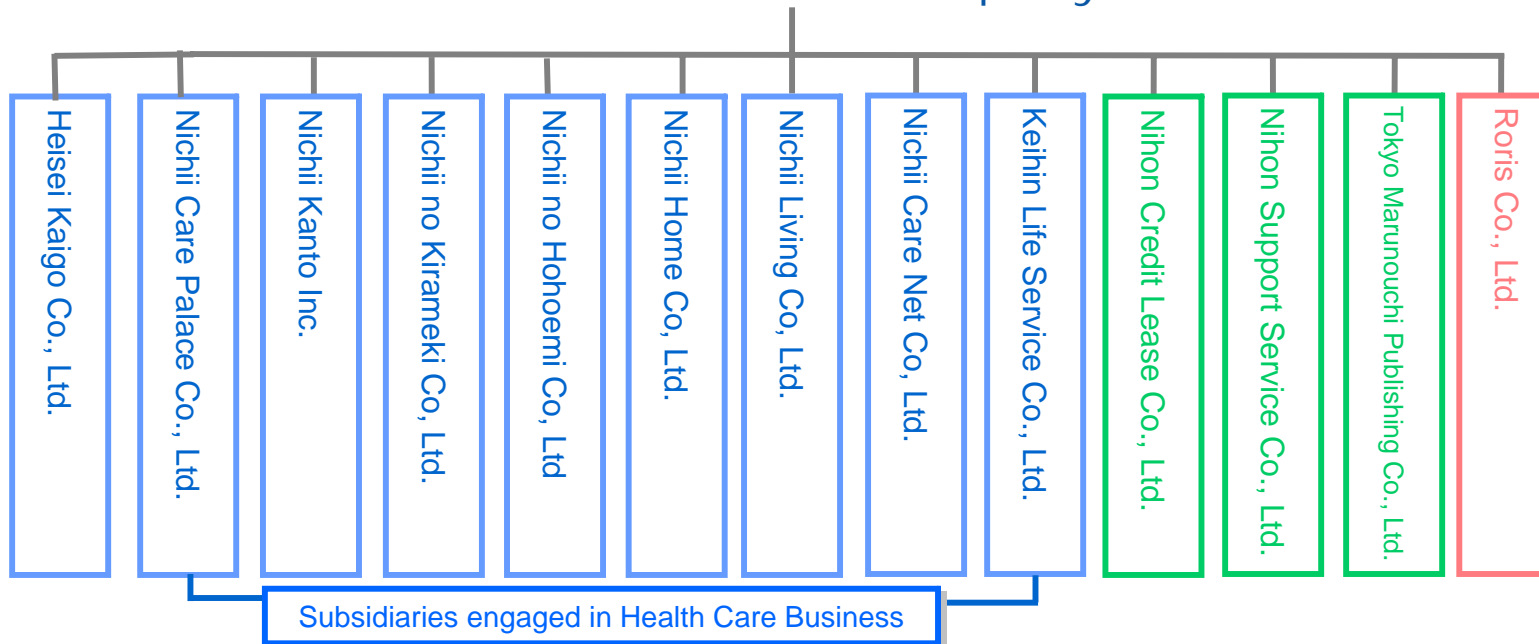 Heisei Kaigo Co., Ltd.
Nichii Care Palace Co., Ltd.
Nichii Kanto Inc.
Nichii no Kirameki Co, Ltd.
Nichii no Hohoemi Co, Ltd
Nichii Home Co, Ltd.
Nichii Living Co, Ltd.
Nichii Care Net Co, Ltd.
Keihin Life Service Co., Ltd.
Nihon Credit Lease Co., Ltd.
Nihon Support Service Co., Ltd.
Tokyo Marunouchi Publishing Co., Ltd.
Roris Co., Ltd.
Subsidiaries engaged in Health Care Business